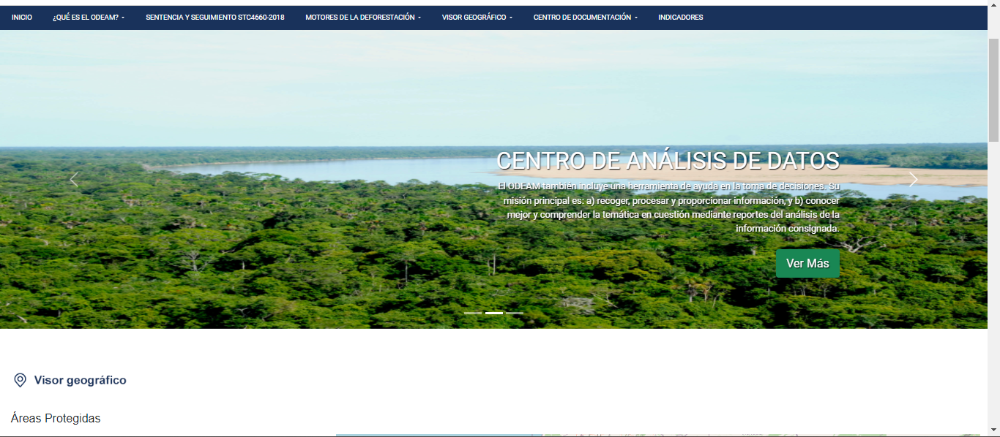 INICIO
¿QUÉ ES EL ODEAM?
SENTENCIA Y SEGUIMIENTO STC4660-2018
MOTORES DE LA DEFORESTACIÓN
VISOR GEOGRÁFICO
CENTRO DE DOCUMENTACIÓN
INDICADORES
CENTRO DE ANÁLISIS DE DATOS
El ODEAM también incluye una herramienta de ayuda en la toma de decisiones. Su
misión principal es: a) recoger, procesar y proporcionar información, y b) conocer
mejor y comprender la temática en cuestión mediante reportes del análisis de la
información consignada.
Ver Más
Visor geográfico
Áreas Protegidas